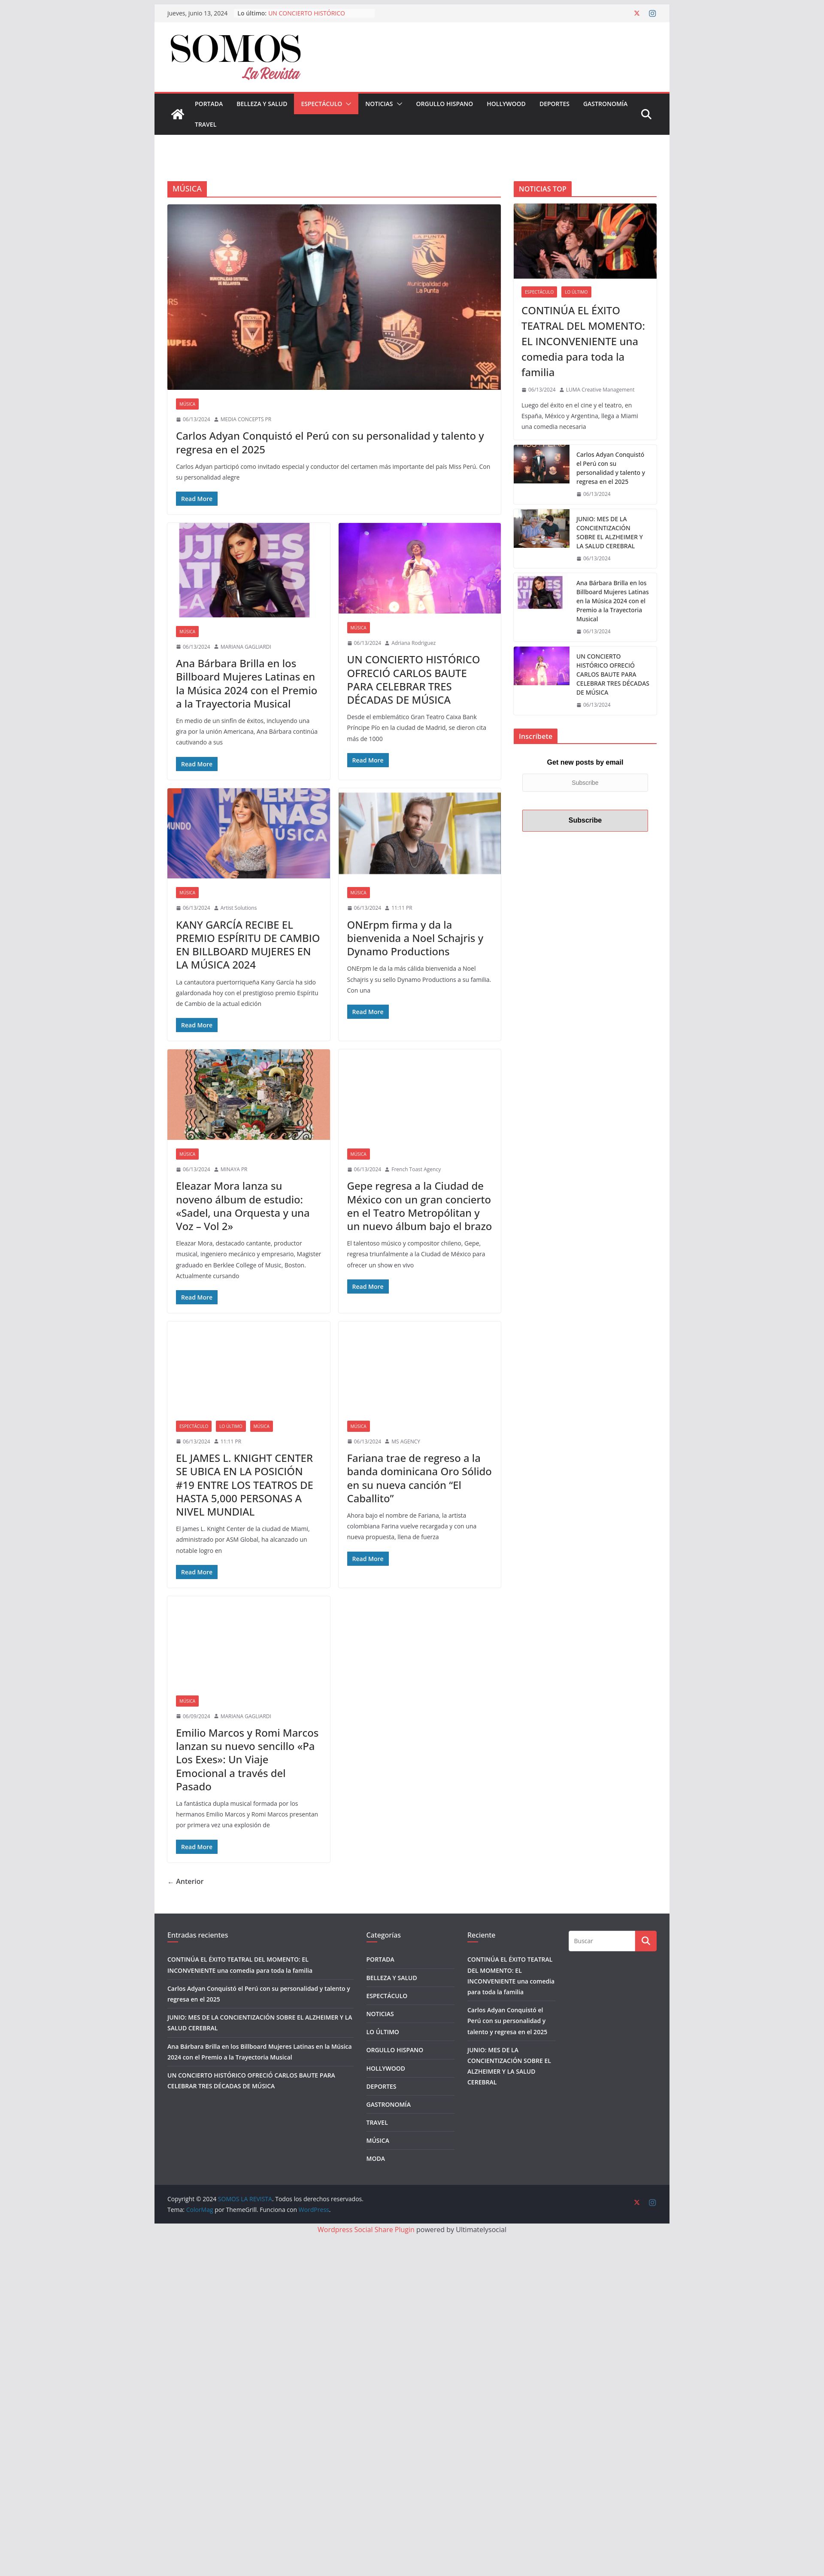 jueves, junio 13, 2024
Lo último: UN CONCIERTO HISTÓRICO
SOMOS
La Revista
PORTADA
BELLEZA Y SALUD
ESPECTÁCULO
NOTICIAS
ORGULLO HISPANO
HOLLYWOOD
DEPORTES
GASTRONOMÍA
TRAVEL
MÚSICA
MÚSICA
06/13/2024 MEDIA CONCEPTS PR
Carlos Adyan Conquistó el Perú con su personalidad y talento y
regresa en el 2025
Carlos Adyan participó como invitado especial y conductor del certamen más importante del país Miss Perú. Con
su personalidad alegre
Read More
MÚSICA
06/13/2024 MARIANA GAGLIARDI
Ana Bárbara Brilla en los
Billboard Mujeres Latinas en
la Música 2024 con el Premio
a la Trayectoria Musical
En medio de un sinfín de éxitos, incluyendo una
gira por la unión Americana, Ana Bárbara continúa
cautivando a sus
Read More
MÚSICA
06/13/2024 Adriana Rodriguez
UN CONCIERTO HISTÓRICO
OFRECIÓ CARLOS BAUTE
PARA CELEBRAR TRES
DÉCADAS DE MÚSICA
Desde el emblemático Gran Teatro Caixa Bank
Príncipe Pío en la ciudad de Madrid, se dieron cita
más de 1000
Read More
MÚSICA
06/13/2024 Artist Solutions
KANY GARCÍA RECIBE EL
PREMIO ESPÍRITU DE CAMBIO
EN BILLBOARD MUJERES EN
LA MÚSICA 2024
La cantautora puertorriqueña Kany García ha sido
galardonada hoy con el prestigioso premio Espíritu
de Cambio de la actual edición
Read More
MÚSICA
06/13/2024 11:11 PR
ONErpm firma y da la
bienvenida a Noel Schajris y
Dynamo Productions
ONErpm le da la más cálida bienvenida a Noel
Schajris y su sello Dynamo Productions a su familia.
Con una
Read More
MÚSICA
06/13/2024 MINAYA PR
Eleazar Mora lanza su
noveno álbum de estudio:
«Sadel, una Orquesta y una
Voz – Vol 2»
Eleazar Mora, destacado cantante, productor
musical, ingeniero mecánico y empresario, Magister
graduado en Berklee College of Music, Boston.
Actualmente cursando
Read More
MÚSICA
06/13/2024 French Toast Agency
Gepe regresa a la Ciudad de
México con un gran concierto
en el Teatro Metropólitan y
un nuevo álbum bajo el brazo
El talentoso músico y compositor chileno, Gepe,
regresa triunfalmente a la Ciudad de México para
ofrecer un show en vivo
Read More
ESPECTÁCULO LO ÚLTIMO MÚSICA
06/13/2024 11:11 PR
EL JAMES L. KNIGHT CENTER
SE UBICA EN LA POSICIÓN
#19 ENTRE LOS TEATROS DE
HASTA 5,000 PERSONAS A
NIVEL MUNDIAL
El James L. Knight Center de la ciudad de Miami,
administrado por ASM Global, ha alcanzado un
notable logro en
Read More
MÚSICA
06/13/2024 MS AGENCY
Fariana trae de regreso a la
banda dominicana Oro Sólido
en su nueva canción “El
Caballito”
Ahora bajo el nombre de Fariana, la artista
colombiana Farina vuelve recargada y con una
nueva propuesta, llena de fuerza
Read More
MÚSICA
06/09/2024 MARIANA GAGLIARDI
Emilio Marcos y Romi Marcos
lanzan su nuevo sencillo «Pa
Los Exes»: Un Viaje
Emocional a través del
Pasado
La fantástica dupla musical formada por los
hermanos Emilio Marcos y Romi Marcos presentan
por primera vez una explosión de
Read More
← Anterior
NOTICIAS TOP
ESPECTÁCULO LO ÚLTIMO
CONTINÚA EL ÉXITO
TEATRAL DEL MOMENTO:
EL INCONVENIENTE una
comedia para toda la
familia
06/13/2024 LUMA Creative Management
Luego del éxito en el cine y el teatro, en
España, México y Argentina, llega a Miami
una comedia necesaria
Carlos Adyan Conquistó
el Perú con su
personalidad y talento y
regresa en el 2025
06/13/2024
JUNIO: MES DE LA
CONCIENTIZACIÓN
SOBRE EL ALZHEIMER Y
LA SALUD CEREBRAL
06/13/2024
Ana Bárbara Brilla en los
Billboard Mujeres Latinas
en la Música 2024 con el
Premio a la Trayectoria
Musical
06/13/2024
UN CONCIERTO
HISTÓRICO OFRECIÓ
CARLOS BAUTE PARA
CELEBRAR TRES DÉCADAS
DE MÚSICA
06/13/2024
Inscríbete
Get new posts by email
Subscribe
Subscribe
Entradas recientes
CONTINÚA EL ÉXITO TEATRAL DEL MOMENTO: EL
INCONVENIENTE una comedia para toda la familia
Carlos Adyan Conquistó el Perú con su personalidad y talento y
regresa en el 2025
JUNIO: MES DE LA CONCIENTIZACIÓN SOBRE EL ALZHEIMER Y LA
SALUD CEREBRAL
Ana Bárbara Brilla en los Billboard Mujeres Latinas en la Música
2024 con el Premio a la Trayectoria Musical
UN CONCIERTO HISTÓRICO OFRECIÓ CARLOS BAUTE PARA
CELEBRAR TRES DÉCADAS DE MÚSICA
Categorías
PORTADA
BELLEZA Y SALUD
ESPECTÁCULO
NOTICIAS
LO ÚLTIMO
ORGULLO HISPANO
HOLLYWOOD
DEPORTES
GASTRONOMÍA
TRAVEL
MÚSICA
MODA
Reciente
CONTINÚA EL ÉXITO TEATRAL
DEL MOMENTO: EL
INCONVENIENTE una comedia
para toda la familia
Carlos Adyan Conquistó el
Perú con su personalidad y
talento y regresa en el 2025
JUNIO: MES DE LA
CONCIENTIZACIÓN SOBRE EL
ALZHEIMER Y LA SALUD
CEREBRAL
Buscar
Copyright © 2024 SOMOS LA REVISTA. Todos los derechos reservados.
Tema: ColorMag por ThemeGrill. Funciona con WordPress.
Wordpress Social Share Plugin powered by Ultimatelysocial